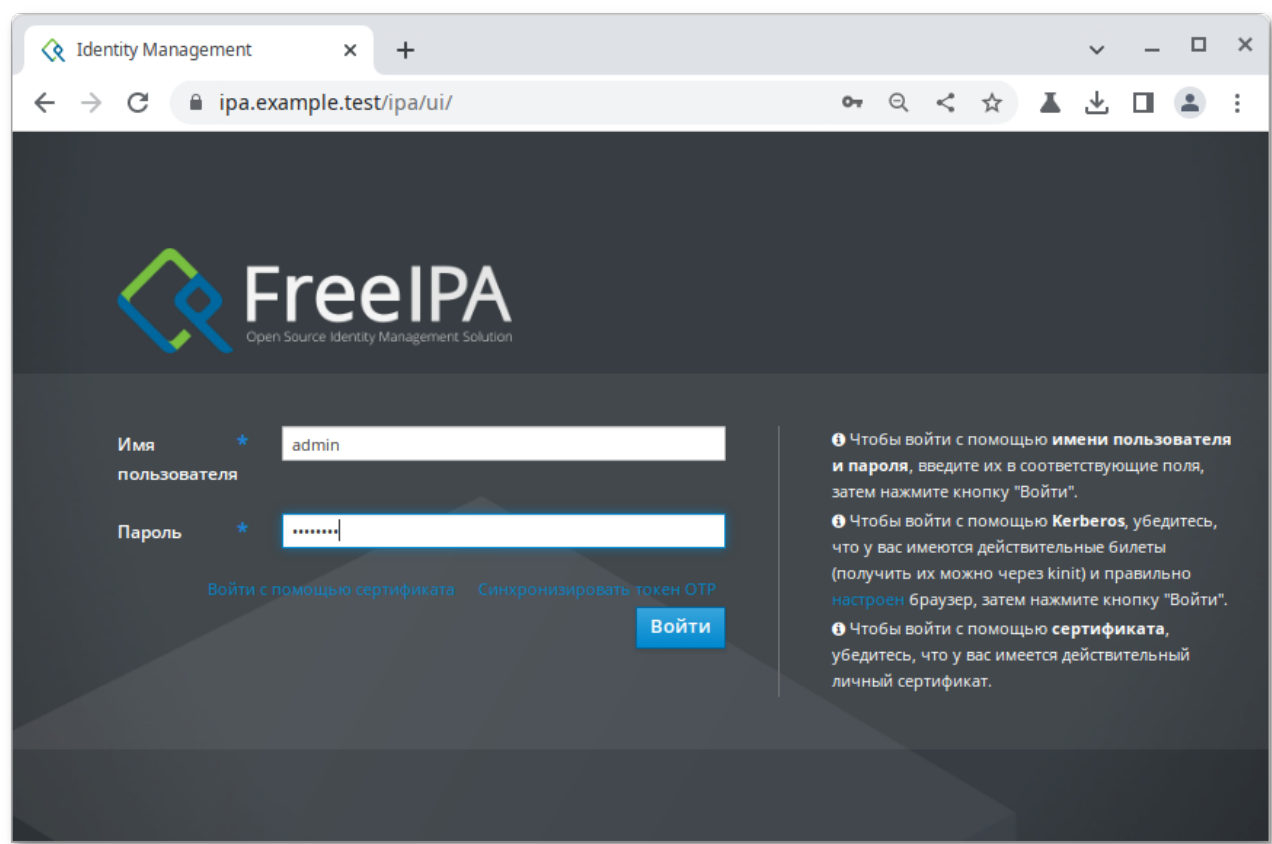 Identity Management
ipa.example.test/ipa/ui/
FreeIPA
Open Source Identity Management Solution
Имя * admin
пользователя
Пароль * ••••••••
Войти с помощью сертификата Синхронизировать токен OTP
Войти
Чтобы войти с помощью имени пользователя
и пароля, введите их в соответствующие поля,
затем нажмите кнопку "Войти".
Чтобы войти с помощью Kerberos, убедитесь,
что у вас имеются действительные билеты
(получить их можно через kinit) и правильно
настроен браузер, затем нажмите кнопку "Войти".
Чтобы войти с помощью сертификата,
убедитесь, что у вас имеется действительный
личный сертификат.